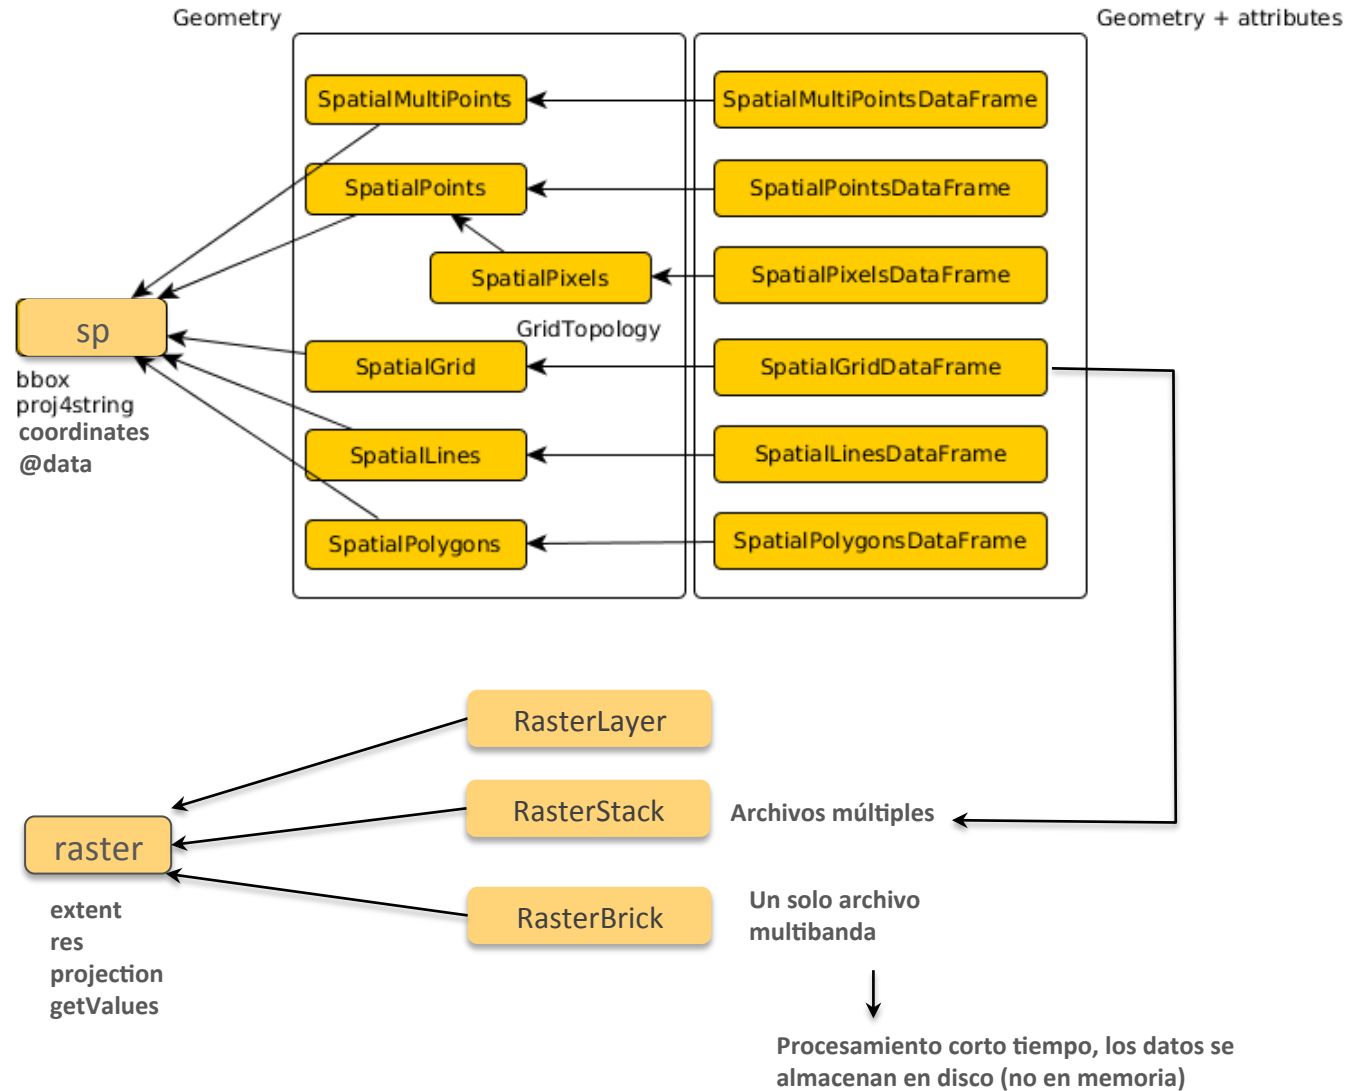 Geometry
Geometry + attributes
SpatialMultiPoints
SpatialMultiPointsDataFrame
SpatialPoints
SpatialPointsDataFrame
SpatialPixels
SpatialPixelsDataFrame
GridTopology
sp
bbox
proj4string
coordinates
@data
SpatialGrid
SpatialGridDataFrame
SpatialLines
SpatialLinesDataFrame
SpatialPolygons
SpatialPolygonsDataFrame
RasterLayer
RasterStack
Archivos múltiples
raster
extent
res
projection
getValues
RasterBrick
Un solo archivo
multibanda
Procesamiento corto tiempo, los datos se
almacenan en disco (no en memoria)